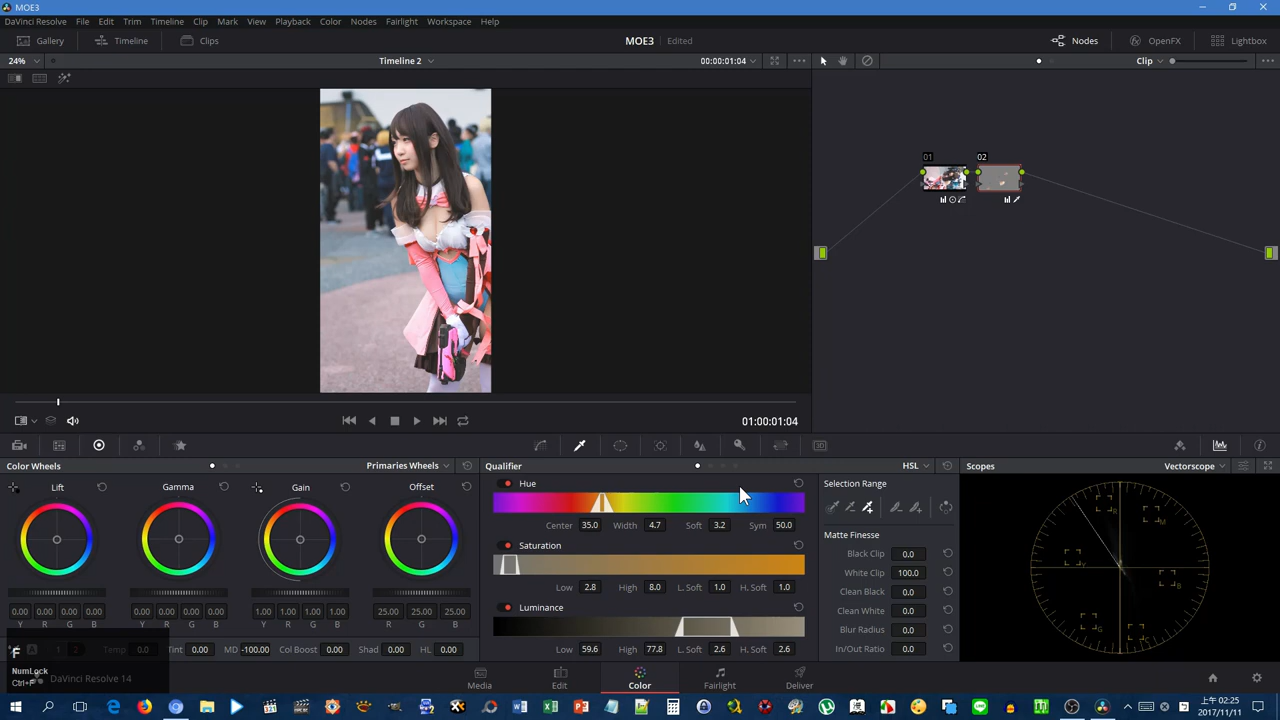 MOE3
DaVinci Resolve File Edit Trim Timeline Clip Mark View Playback Color Nodes Fairlight Workspace Help
Gallery Timeline Clips MOE3 Edited Nodes OpenFX Lightbox
24% Timeline 2 00:00:01:04 Clip
01 02
01:00:01:04
Color Wheels Primaries Wheels Qualifier HSL Scopes Vectorscope
Lift Gamma Gain Offset
Hue
Center 35.0 Width 4.7 Soft 3.2 Sym 50.0
Saturation
Low 2.8 High 8.0 L. Soft 1.0 H. Soft 1.0
Luminance
Low 59.6 High 77.8 L. Soft 2.6 H. Soft 2.6
Selection Range
Matte Finesse
Black Clip 0.0
White Clip 100.0
Clean Black 0.0
Clean White 0.0
Blur Radius 0.0
In/Out Ratio 0.0
R M B C G Y
0.00 0.00 0.00 0.00 0.00 0.00 0.00 0.00 1.00 1.00 1.00 1.00 25.00 25.00 25.00
Y R G B Y R G B Y R G B R G B
A 1 2 Temp 0.0 Tint 0.00 MD -100.00 Col Boost 0.00 Shad 0.00 HL 0.00
F
NumLock
Ctrl+F
DaVinci Resolve 14
Media Edit Color Fairlight Deliver
上午 02:25
2017/11/11